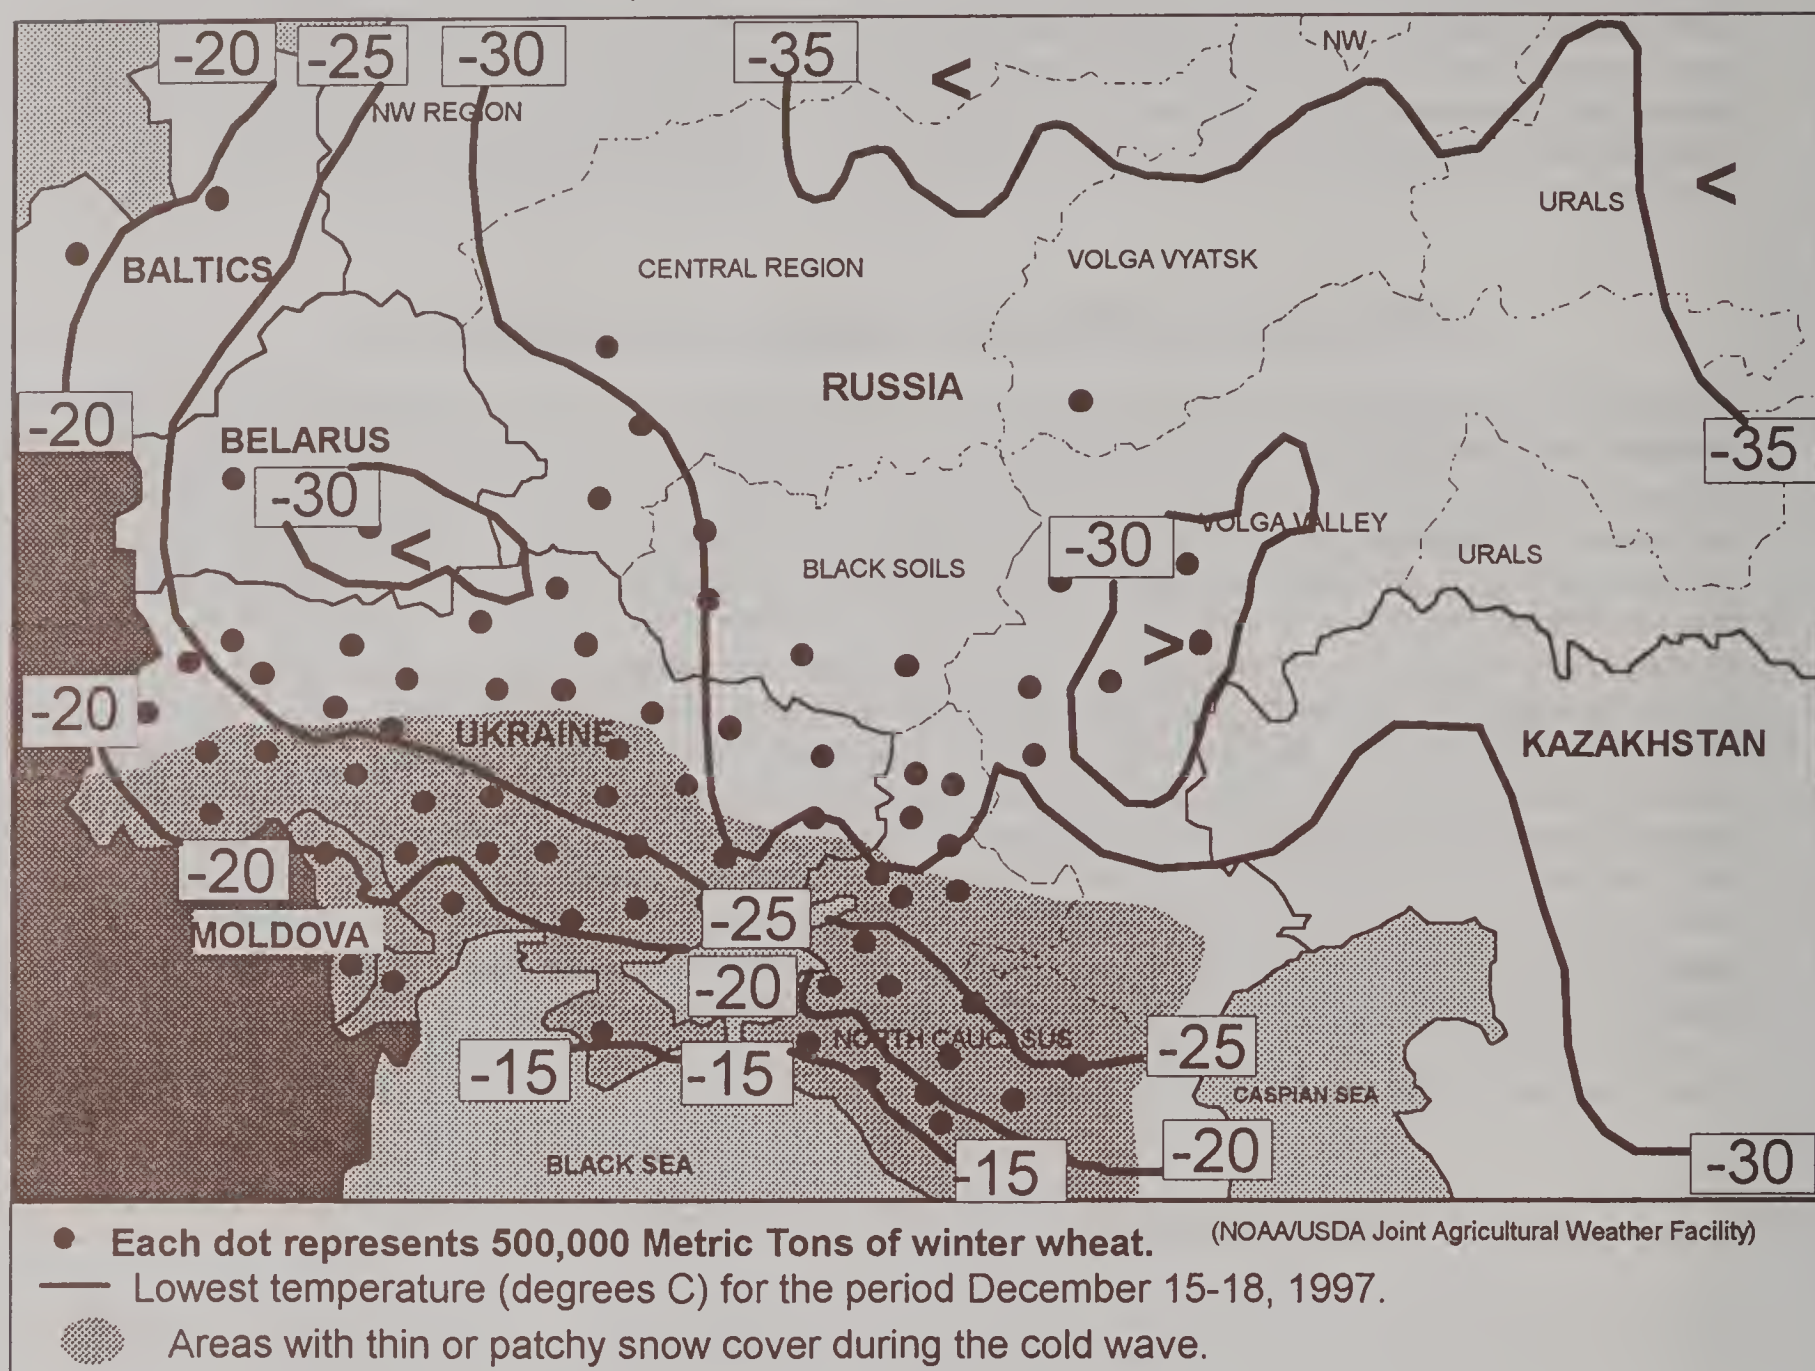 -20
-25
-30
-35
<
NW
NW REGION
<
URALS
BALTICS
CENTRAL REGION
VOLGA VYATSK
RUSSIA
-20
BELARUS
-35
-30
<
VOLGA VALLEY
-30
BLACK SOILS
URALS
>
-20
UKRAINE
KAZAKHSTAN
-20
-25
MOLDOVA
-20
NORTH CAUCASUS
-25
-15
-15
CASPIAN SEA
-20
BLACK SEA
-15
-30
Each dot represents 500,000 Metric Tons of winter wheat.
(NOAA/USDA Joint Agricultural Weather Facility)
Lowest temperature (degrees C) for the period December 15-18, 1997.
Areas with thin or patchy snow cover during the cold wave.